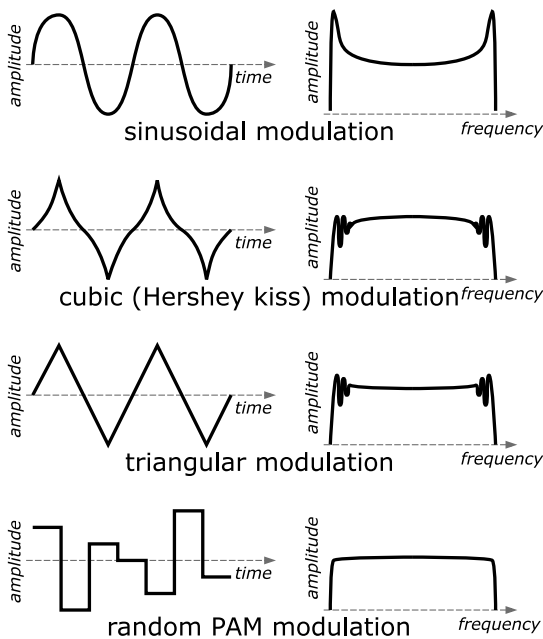 amplitude
time
amplitude
frequency
sinusoidal modulation
amplitude
time
amplitude
frequency
cubic (Hershey kiss) modulation
amplitude
time
amplitude
frequency
triangular modulation
amplitude
time
amplitude
frequency
random PAM modulation